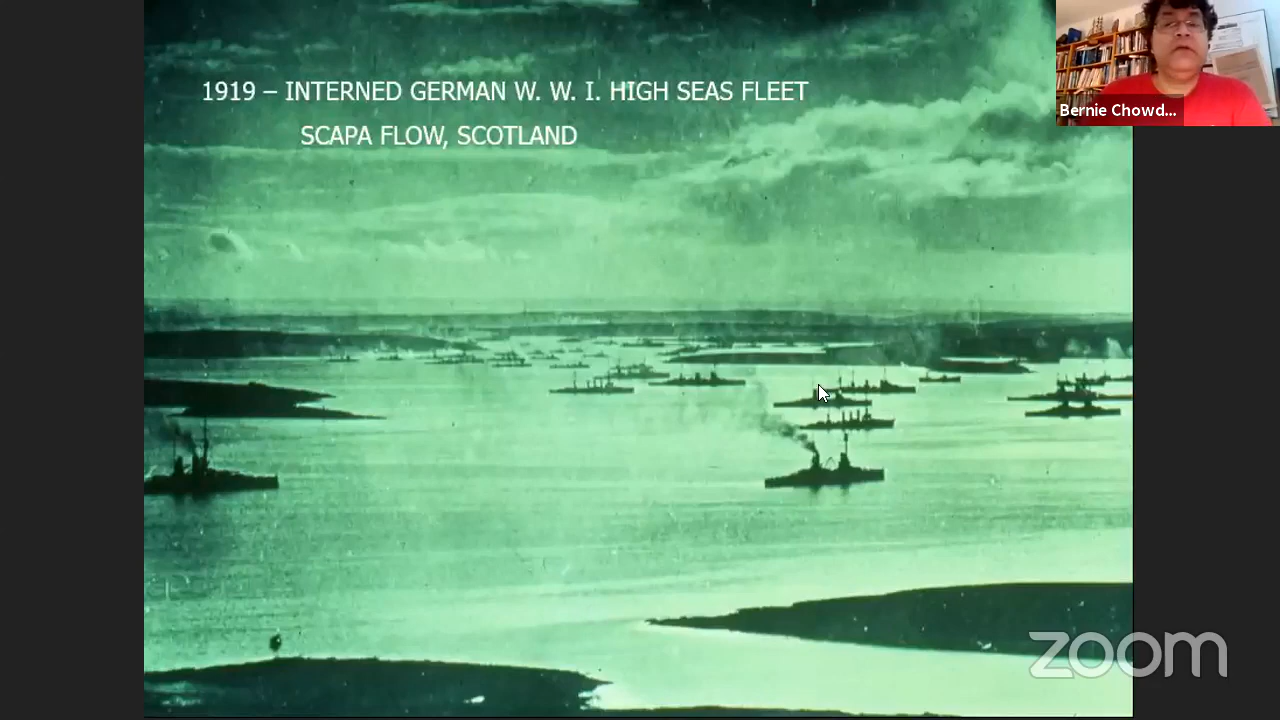 1919 – INTERNED GERMAN W. W. I. HIGH SEAS FLEET
SCAPA FLOW, SCOTLAND
Bernie Chowd...
zoom